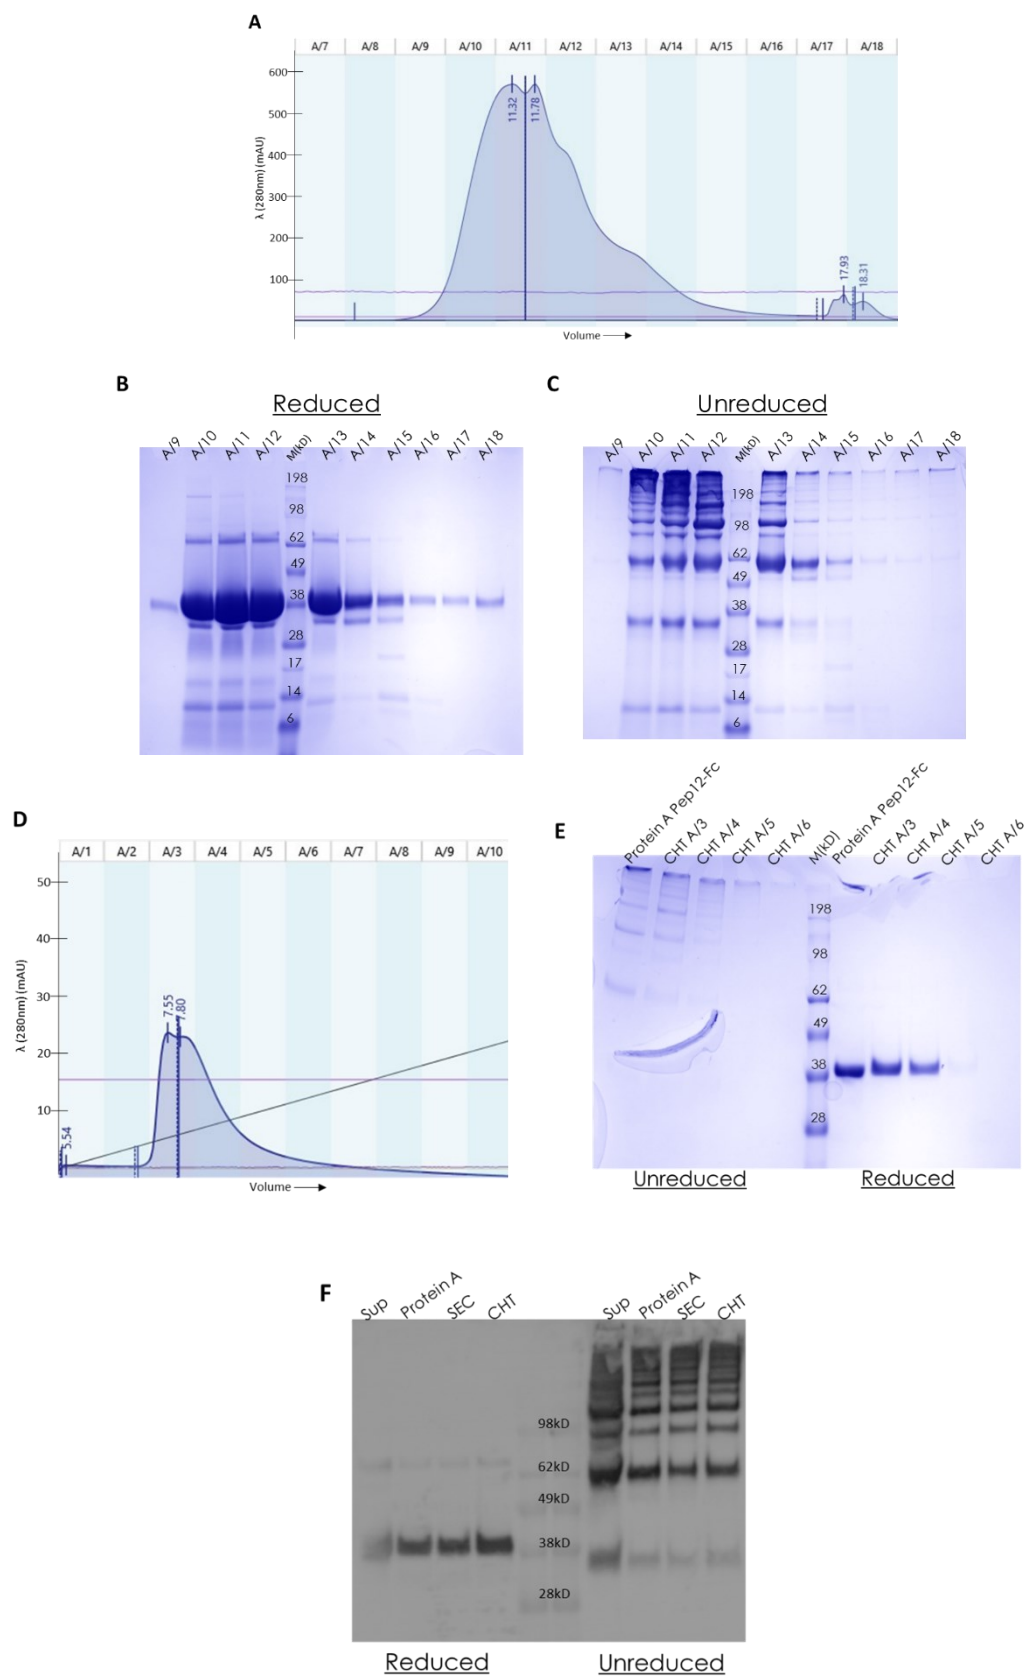 A
A/7 A/8 A/9 A/10 A/11 A/12 A/13 A/14 A/15 A/16 A/17 A/18
600
500
400
300
200
100
λ (280nm) (mAU)
11.32
11.78
17.93
18.31
Volume
B
Reduced
A/9 A/10 A/11 A/12 M(kD) A/13 A/14 A/15 A/16 A/17 A/18
198
98
62
49
38
28
17
14
6
C
Unreduced
A/9 A/10 A/11 A/12 M(kD) A/13 A/14 A/15 A/16 A/17 A/18
198
98
62
49
38
28
17
14
6
D
A/1 A/2 A/3 A/4 A/5 A/6 A/7 A/8 A/9 A/10
50
40
30
20
10
λ (280nm) (mAU)
5.54
7.55
7.80
Volume
E
Protein A Pep12-Fc CHT A/3 CHT A/4 CHT A/5 CHT A/6 M(kD) Protein A Pep12-Fc CHT A/3 CHT A/4 CHT A/5 CHT A/6
198
98
62
49
38
28
Unreduced
Reduced
F
Sup Protein A SEC CHT Sup Protein A SEC CHT
98kD
62kD
49kD
38kD
28kD
Reduced
Unreduced